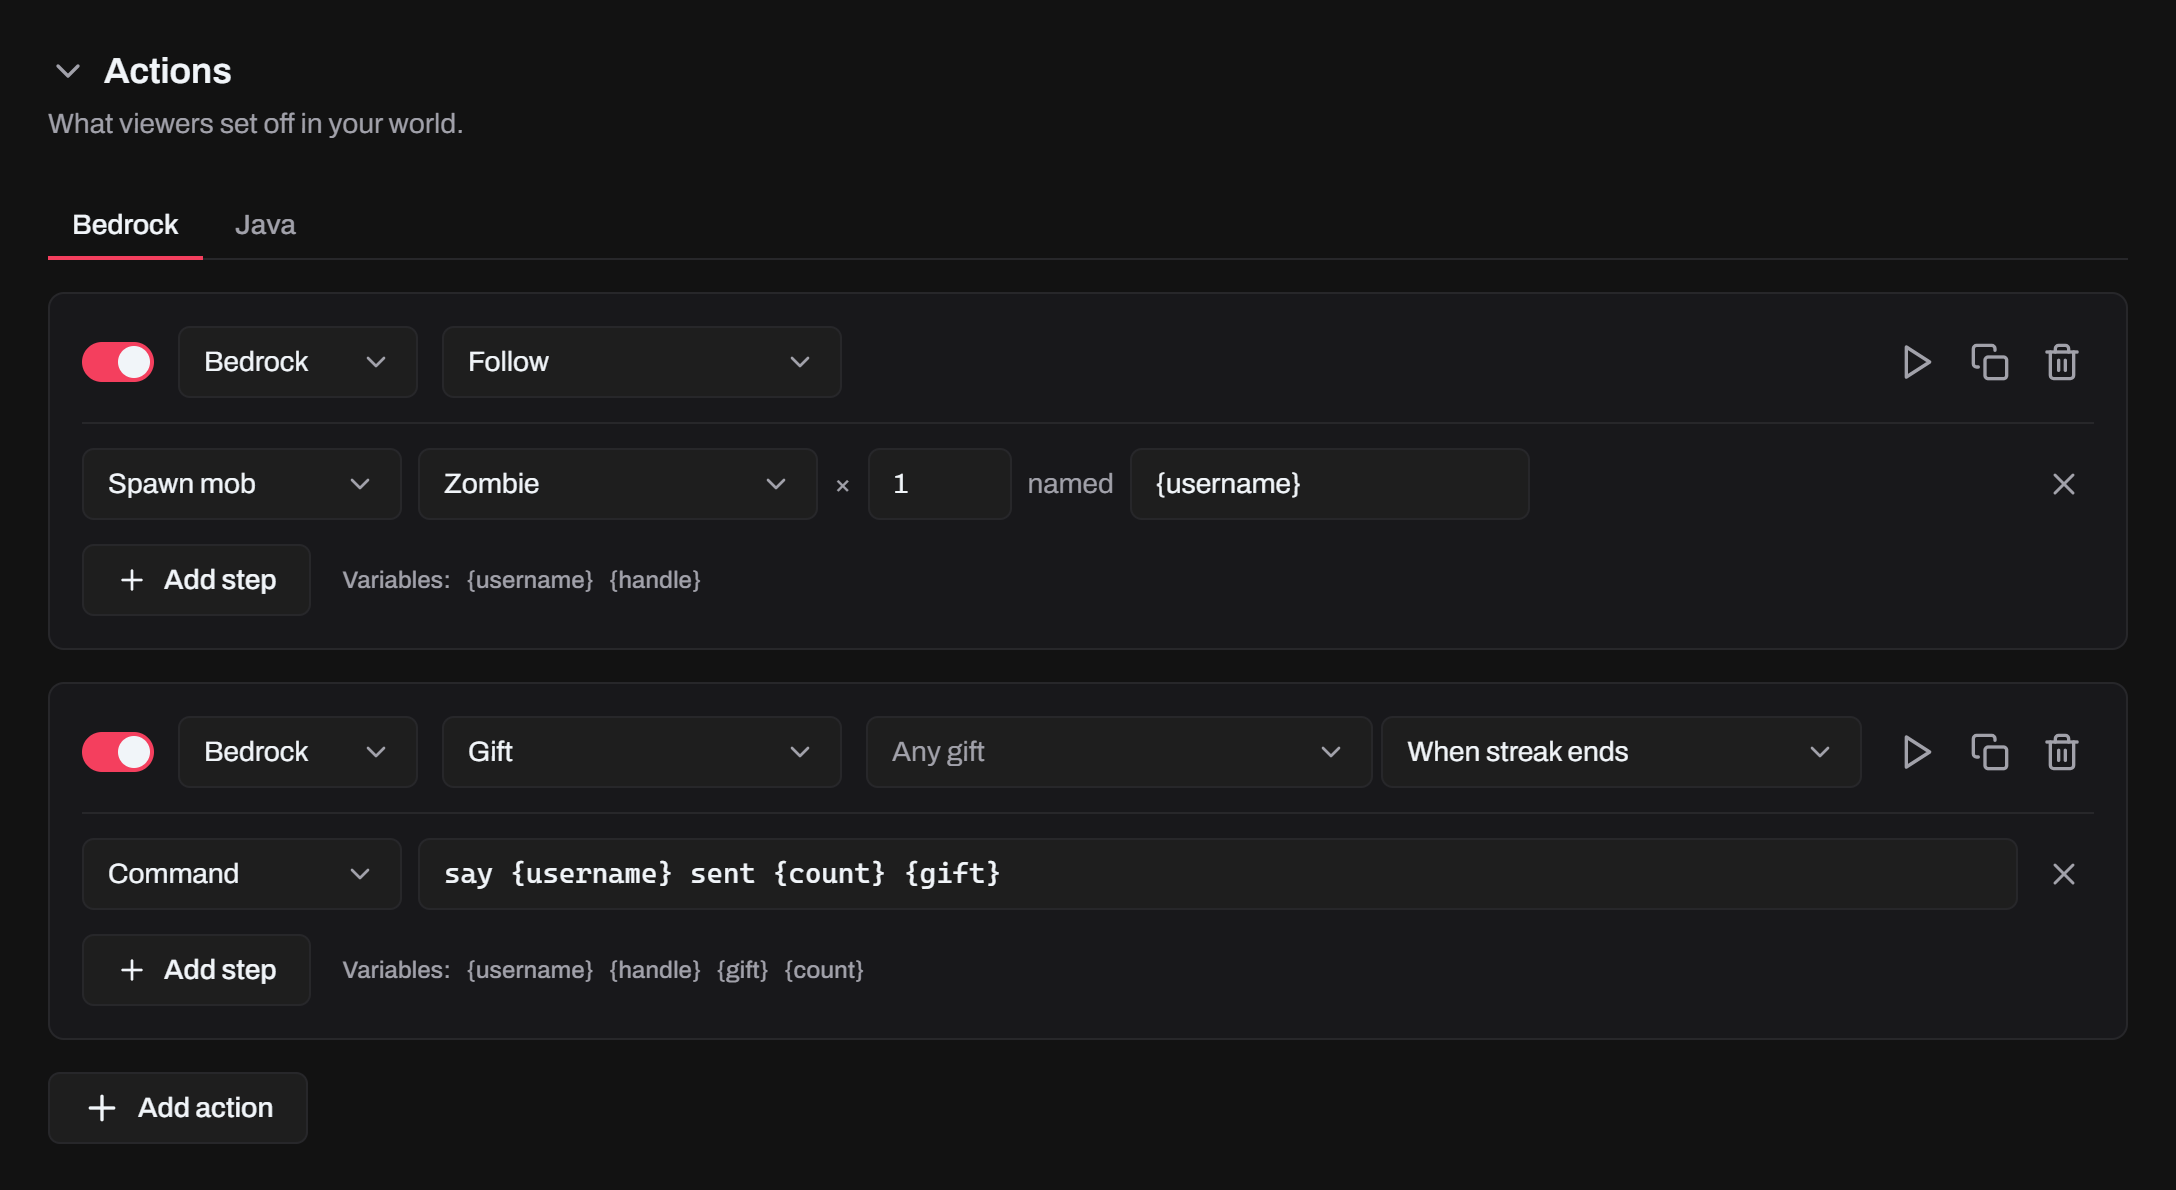 Actions
What viewers set off in your world.
Bedrock Java
Bedrock Follow
Spawn mob Zombie × 1 named {username}
Add step Variables: {username} {handle}
Bedrock Gift Any gift When streak ends
Command say {username} sent {count} {gift}
Add step Variables: {username} {handle} {gift} {count}
Add action